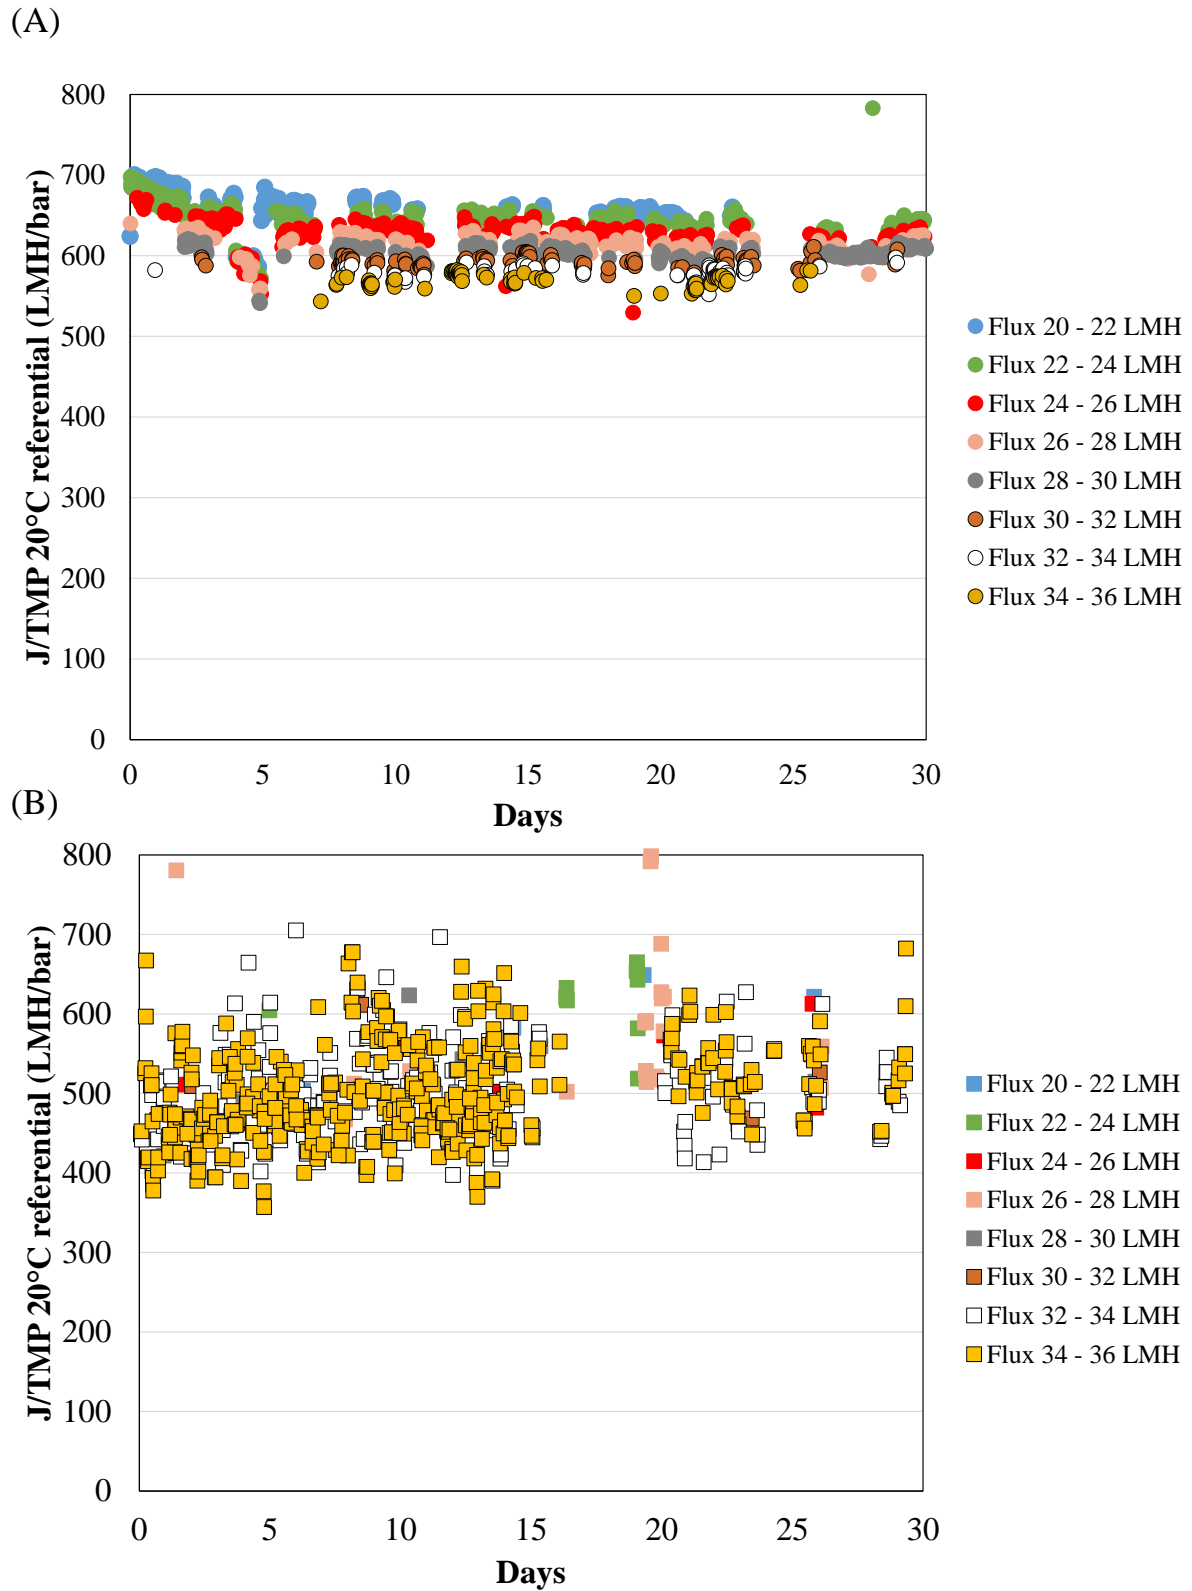 (A)
J/TMP 20°C referential (LMH/bar)
800
700
600
500
400
300
200
100
0
0 5 10 15 20 25 30
Days
Flux 20 - 22 LMH
Flux 22 - 24 LMH
Flux 24 - 26 LMH
Flux 26 - 28 LMH
Flux 28 - 30 LMH
Flux 30 - 32 LMH
Flux 32 - 34 LMH
Flux 34 - 36 LMH
(B)
J/TMP 20°C referential (LMH/bar)
800
700
600
500
400
300
200
100
0
0 5 10 15 20 25 30
Days
Flux 20 - 22 LMH
Flux 22 - 24 LMH
Flux 24 - 26 LMH
Flux 26 - 28 LMH
Flux 28 - 30 LMH
Flux 30 - 32 LMH
Flux 32 - 34 LMH
Flux 34 - 36 LMH